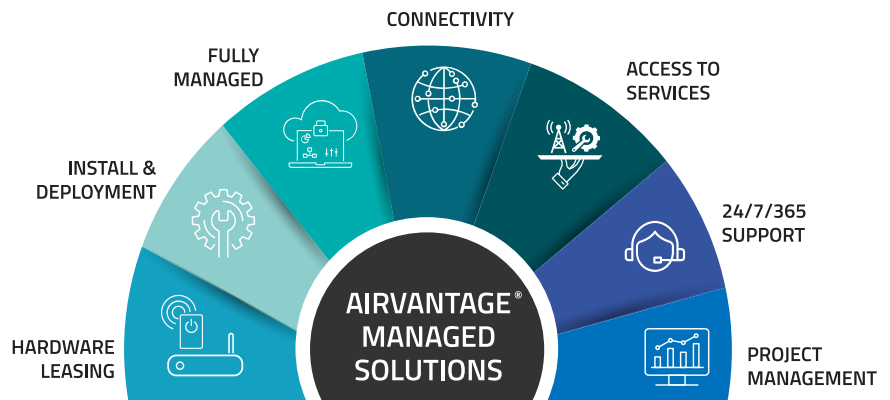 CONNECTIVITY
FULLY
MANAGED
ACCESS TO
SERVICES
INSTALL &
DEPLOYMENT
24/7/365
SUPPORT
HARDWARE
LEASING
AIRVANTAGE®
MANAGED
SOLUTIONS
PROJECT
MANAGEMENT